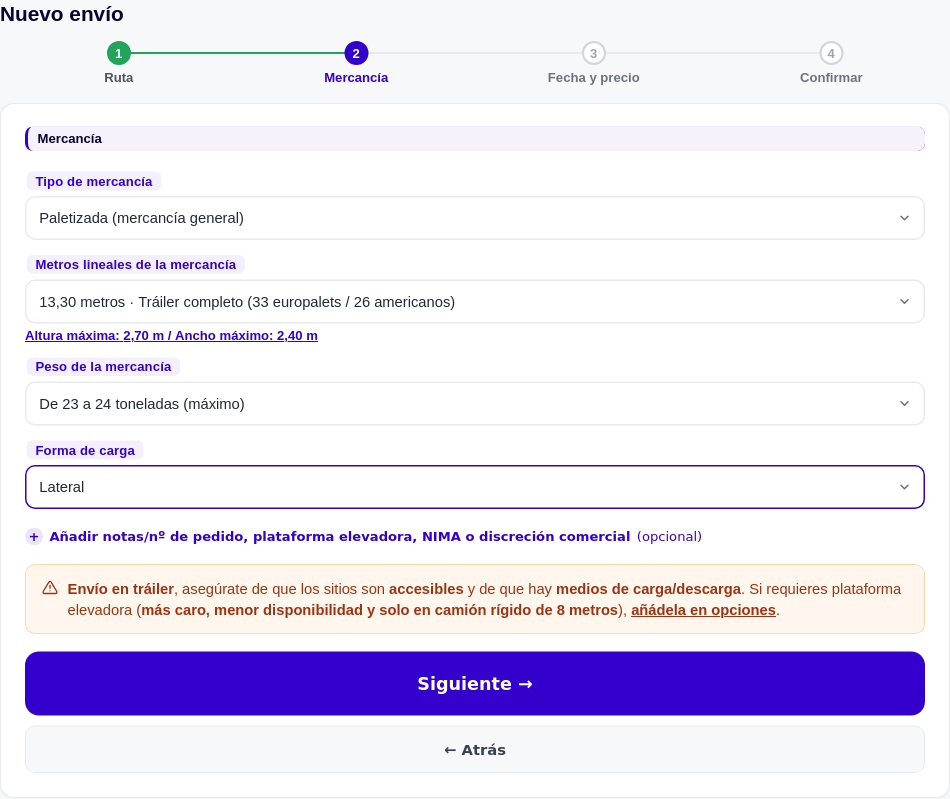 Nuevo envío
1
2
3
4
Ruta
Mercancía
Fecha y precio
Confirmar
Mercancía
Tipo de mercancía
Paletizada (mercancía general)
Metros lineales de la mercancía
13,30 metros · Tráiler completo (33 europalets / 26 americanos)
Altura máxima: 2,70 m / Ancho máximo: 2,40 m
Peso de la mercancía
De 23 a 24 toneladas (máximo)
Forma de carga
Lateral
+ Añadir notas/nº de pedido, plataforma elevadora, NIMA o discreción comercial (opcional)
Envío en tráiler, asegúrate de que los sitios son accesibles y de que hay medios de carga/descarga. Si requieres plataforma
elevadora (más caro, menor disponibilidad y solo en camión rígido de 8 metros), añádela en opciones.
Siguiente →
← Atrás